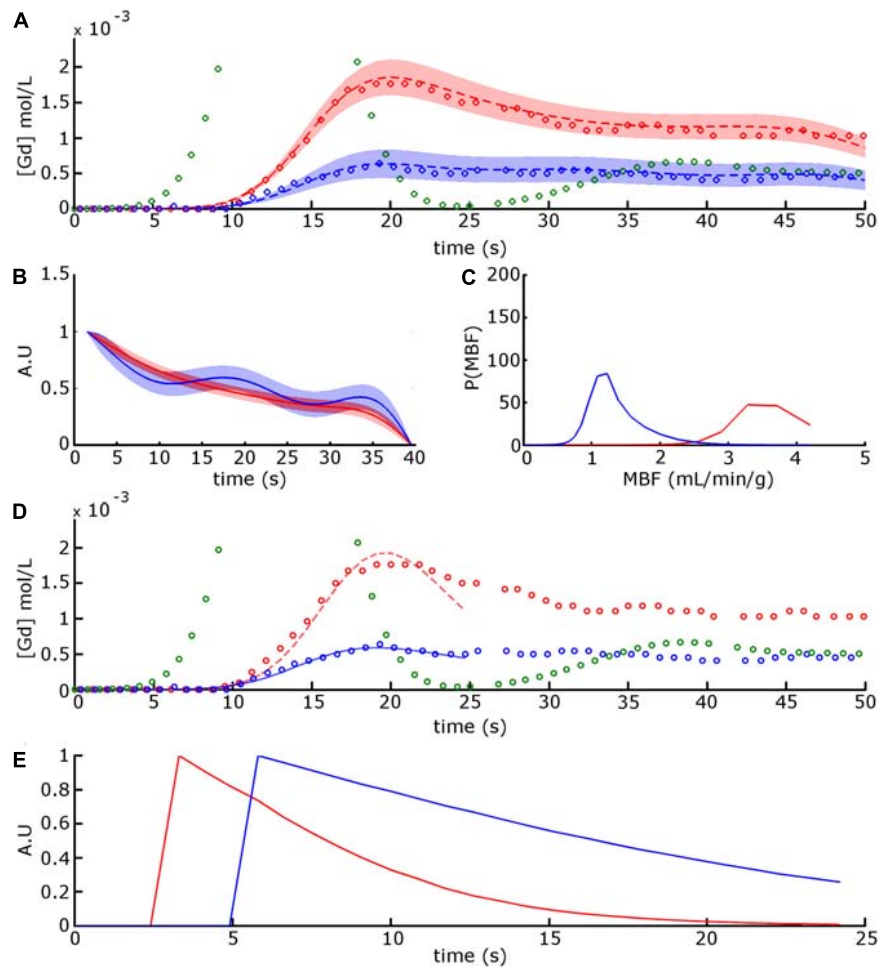 A
x 10 -3
[Gd] mol/L
2
1.5
1
0.5
0
0 5 10 15 20 25 30 35 40 45 50
time (s)
B
1.5
1
0.5
0
A.U
0 5 10 15 20 25 30 35 40
time (s)
C
200
150
100
50
0
P(MBF)
0 1 2 3 4 5
MBF (mL/min/g)
D
x 10 -3
[Gd] mol/L
2
1.5
1
0.5
0
0 5 10 15 20 25 30 35 40 45 50
time (s)
E
1
0.8
0.6
0.4
0.2
0
A.U
0 5 10 15 20 25
time (s)